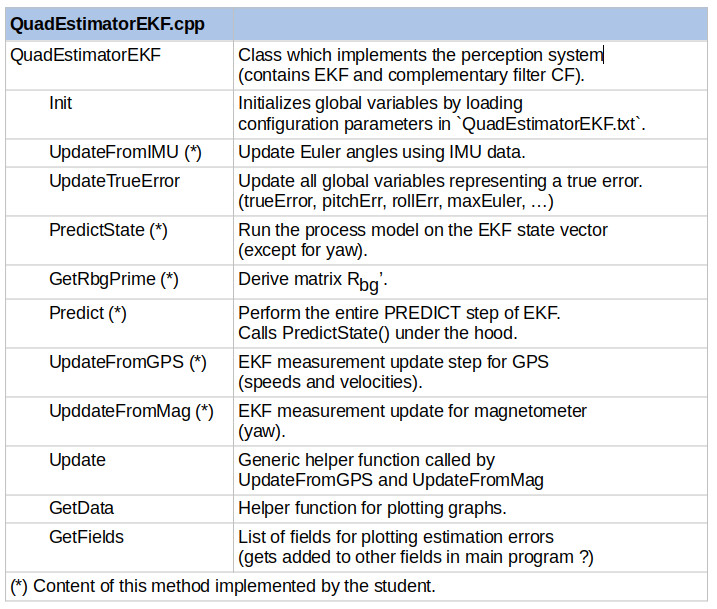 QuadEstimatorEKF.cpp
QuadEstimatorEKF Class which implements the perception system
(contains EKF and complementary filter CF).
Init Initializes global variables by loading
configuration parameters in `QuadEstimatorEKF.txt`.
UpdateFromIMU (*) Update Euler angles using IMU data.
UpdateTrueError Update all global variables representing a true error.
(trueError, pitchErr, rollErr, maxEuler, …)
PredictState (*) Run the process model on the EKF state vector
(except for yaw).
GetRbgPrime (*) Derive matrix Rbg’.
Predict (*) Perform the entire PREDICT step of EKF.
Calls PredictState() under the hood.
UpdateFromGPS (*) EKF measurement update step for GPS
(speeds and velocities).
UpddateFromMag (*) EKF measurement update for magnetometer
(yaw).
Update Generic helper function called by
UpdateFromGPS and UpdateFromMag
GetData Helper function for plotting graphs.
GetFields List of fields for plotting estimation errors
(gets added to other fields in main program ?)
(*) Content of this method implemented by the student.